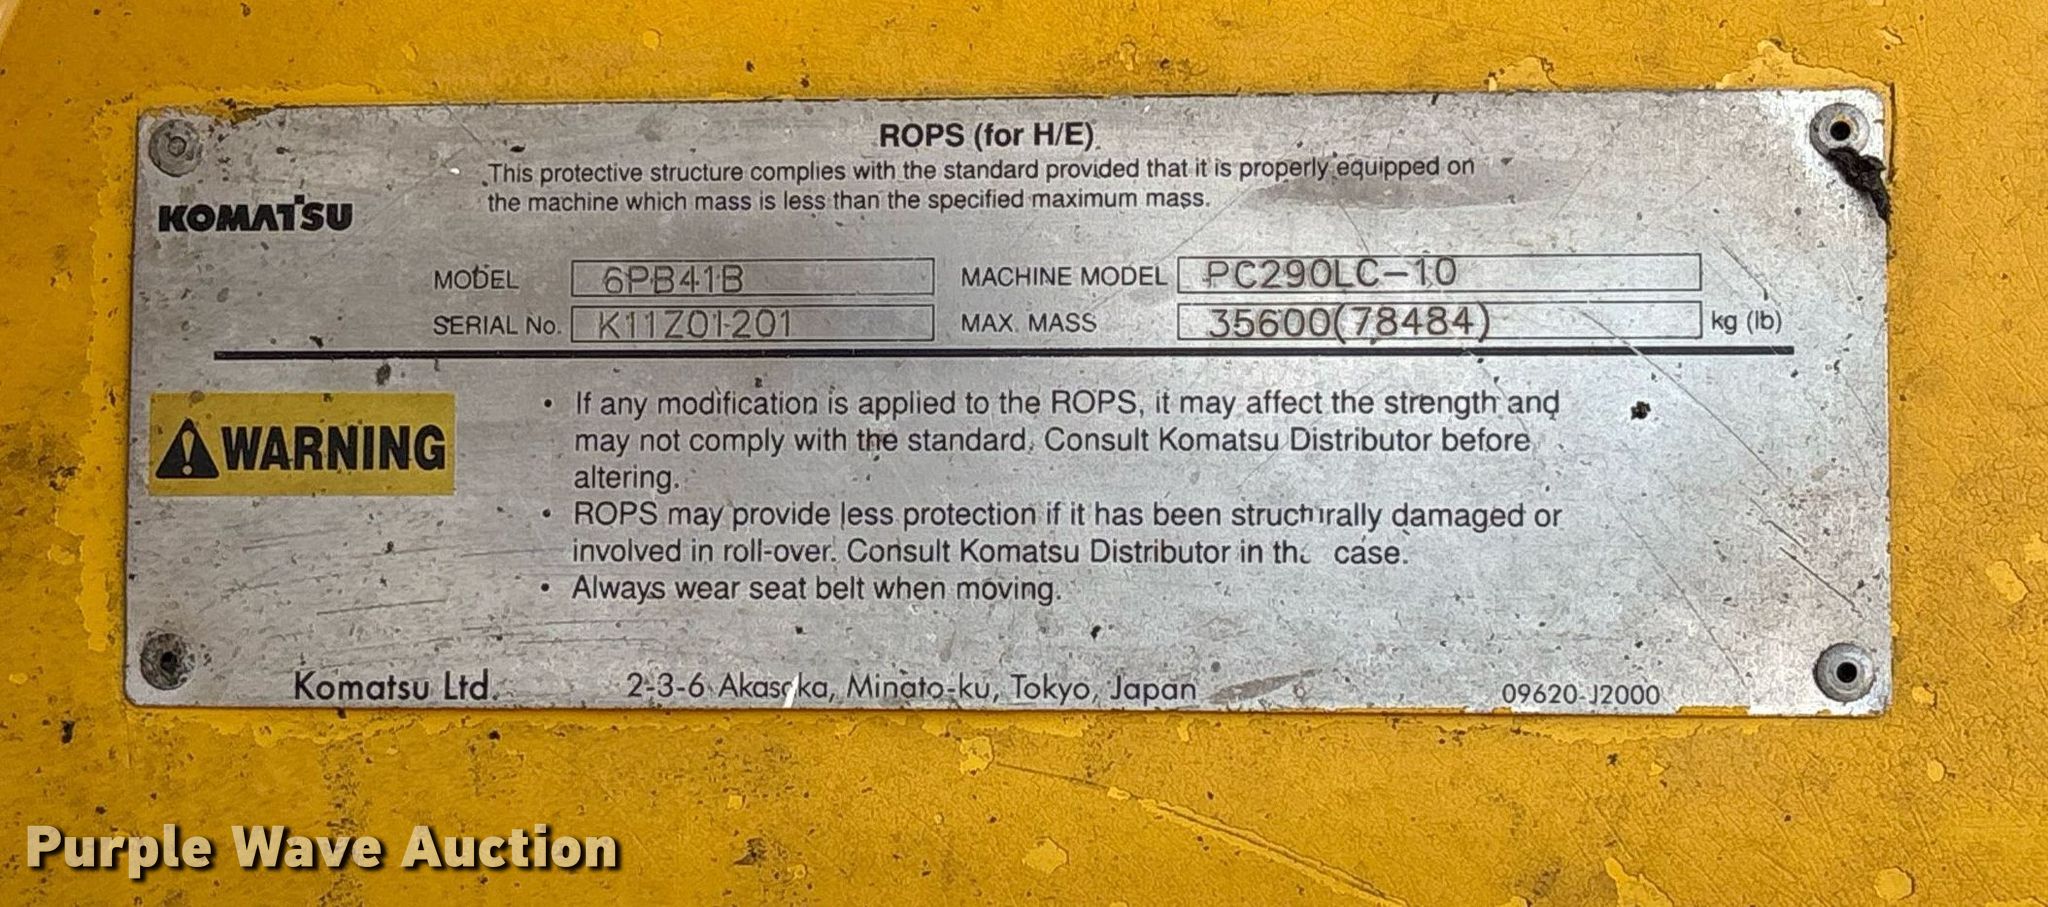 ROPS (for H/E)
This protective structure complies with the standard provided that it is properly equipped on
the machine which mass is less than the specified maximum mass.
KOMATSU
MODEL 6PB41B MACHINE MODEL PC290LC-10
SERIAL No. K11Z01201 MAX. MASS 35600(78484) kg (lb)
WARNING
• If any modification is applied to the ROPS, it may affect the strength and
may not comply with the standard. Consult Komatsu Distributor before
altering.
• ROPS may provide less protection if it has been structurally damaged or
involved in roll-over. Consult Komatsu Distributor in case.
• Always wear seat belt when moving.
Komatsu Ltd. 2-3-6 Akasaka, Minato-ku, Tokyo, Japan 09620-J2000
Purple Wave Auction